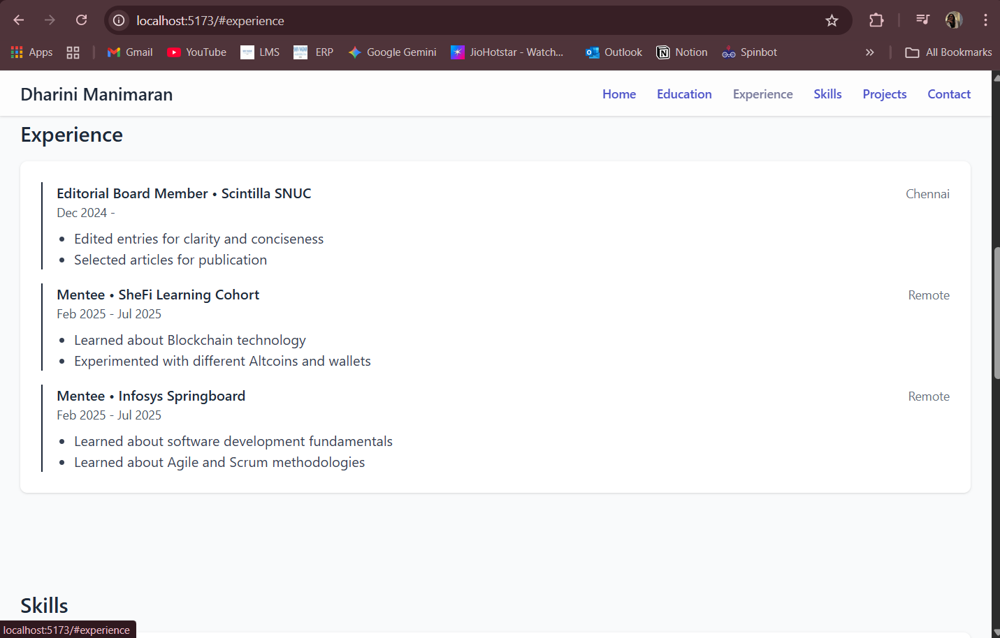 localhost:5173/#experience
Apps Gmail YouTube LMS ERP Google Gemini JioHotstar - Watch... Outlook Notion Spinbot » All Bookmarks
Dharini Manimaran Home Education Experience Skills Projects Contact
Experience
Editorial Board Member • Scintilla SNUC Chennai
Dec 2024 -
• Edited entries for clarity and conciseness
• Selected articles for publication
Mentee • SheFi Learning Cohort Remote
Feb 2025 - Jul 2025
• Learned about Blockchain technology
• Experimented with different Altcoins and wallets
Mentee • Infosys Springboard Remote
Feb 2025 - Jul 2025
• Learned about software development fundamentals
• Learned about Agile and Scrum methodologies
Skills
localhost:5173/#experience